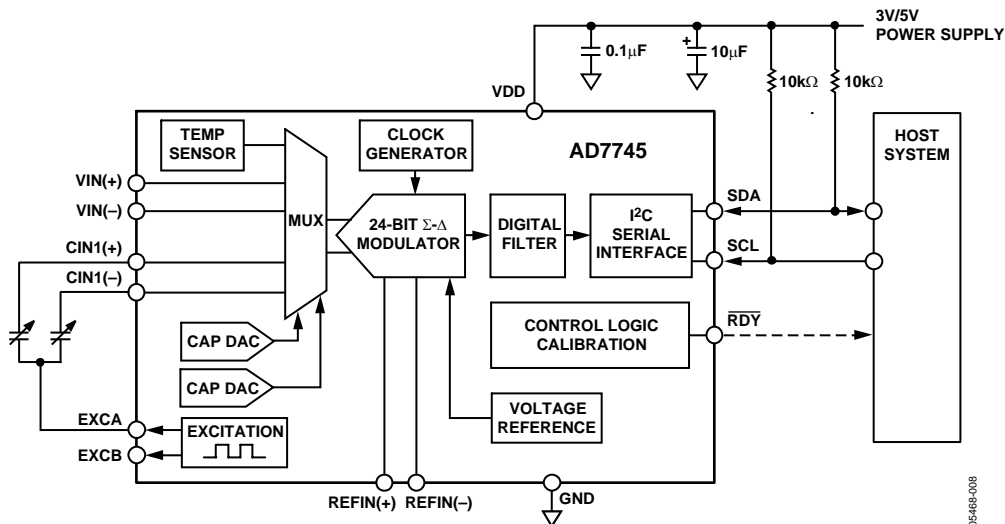 3V/5V
POWER SUPPLY
0.1μF
+
10μF
10kΩ
10kΩ
VDD
TEMP
SENSOR
CLOCK
GENERATOR
AD7745
HOST
SYSTEM
VIN(+)
VIN(–)
MUX
24-BIT Σ-Δ
MODULATOR
DIGITAL
FILTER
I²C
SERIAL
INTERFACE
SDA
SCL
CIN1(+)
CIN1(–)
CAP DAC
CAP DAC
CONTROL LOGIC
CALIBRATION
R̅D̅Y̅
VOLTAGE
REFERENCE
EXCA
EXCB
EXCITATION
REFIN(+)
REFIN(–)
GND
05468-008